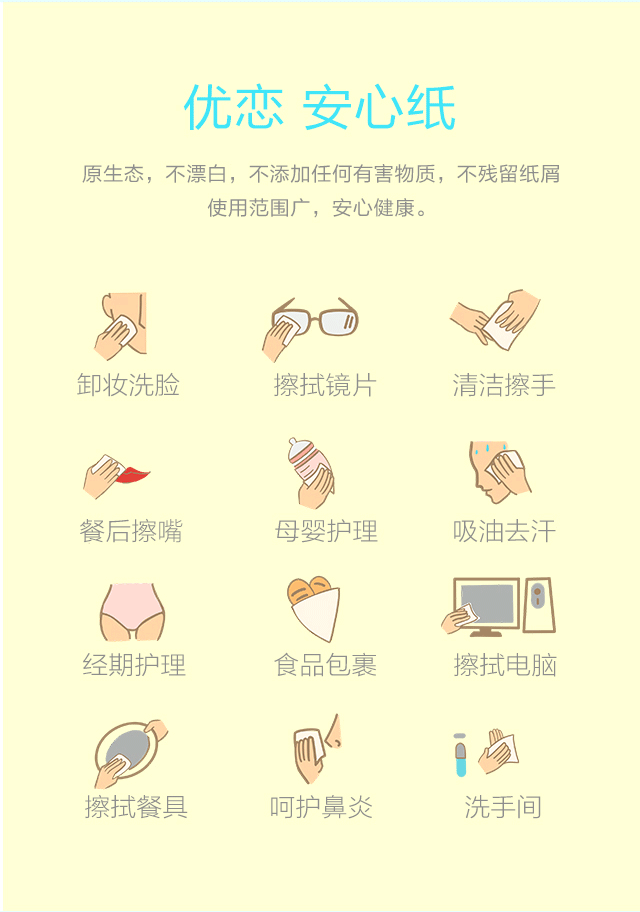 优恋 安心纸
原生态，不漂白，不添加任何有害物质，不残留纸屑
使用范围广，安心健康。
卸妆洗脸 擦拭镜片 清洁擦手
餐后擦嘴 母婴护理 吸油去汗
经期护理 食品包裹 擦拭电脑
擦拭餐具 呵护鼻炎 洗手间